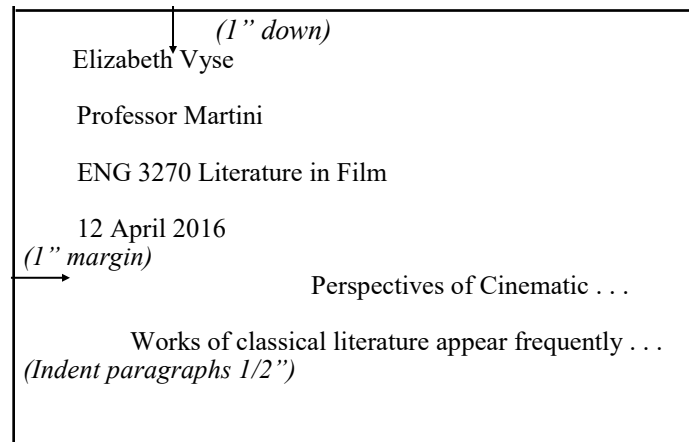 (1” down)
Elizabeth Vyse
Professor Martini
ENG 3270 Literature in Film
12 April 2016
(1” margin)
Perspectives of Cinematic . . .
Works of classical literature appear frequently . . .
(Indent paragraphs 1/2”)